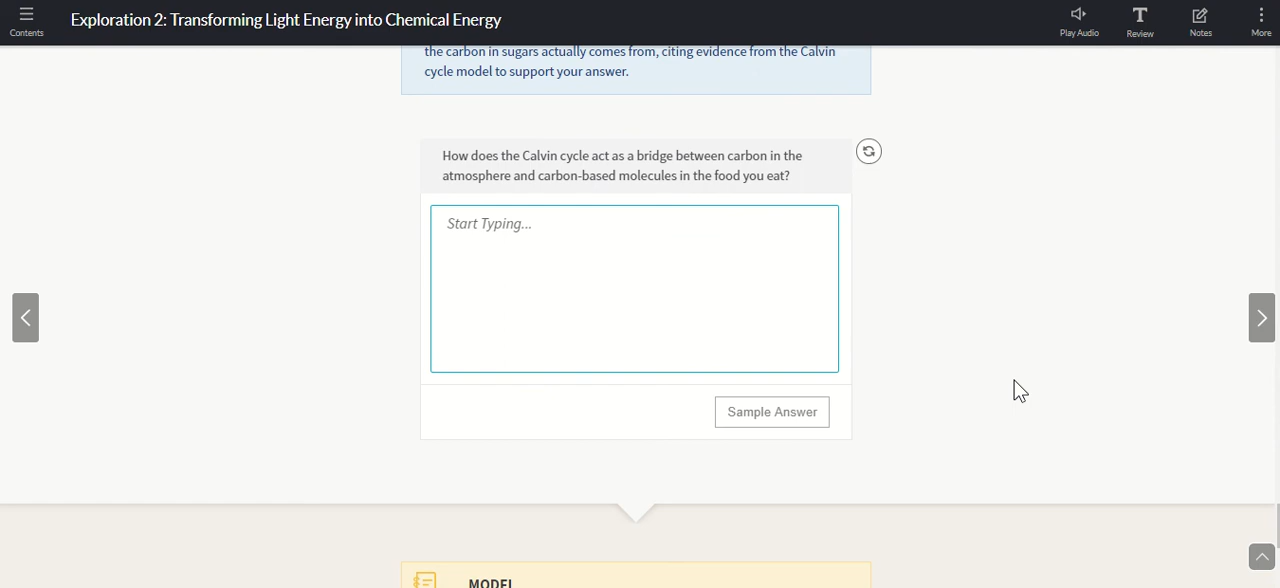 Contents
Exploration 2: Transforming Light Energy into Chemical Energy
Play Audio
Review
Notes
More
the carbon in sugars actually comes from, citing evidence from the Calvin
cycle model to support your answer.
How does the Calvin cycle act as a bridge between carbon in the
atmosphere and carbon-based molecules in the food you eat?
Start Typing...
Sample Answer
MODEL